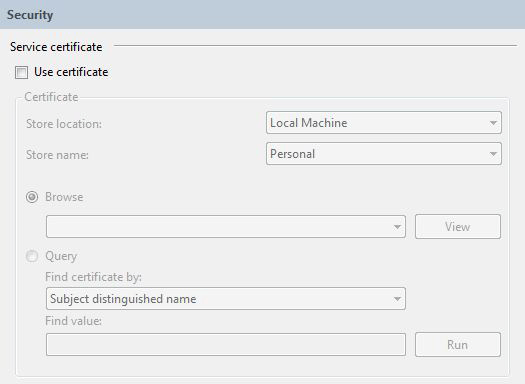 Security
Service certificate
Use certificate
Certificate
Store location: Local Machine
Store name: Personal
Browse
View
Query
Find certificate by:
Subject distinguished name
Find value:
Run